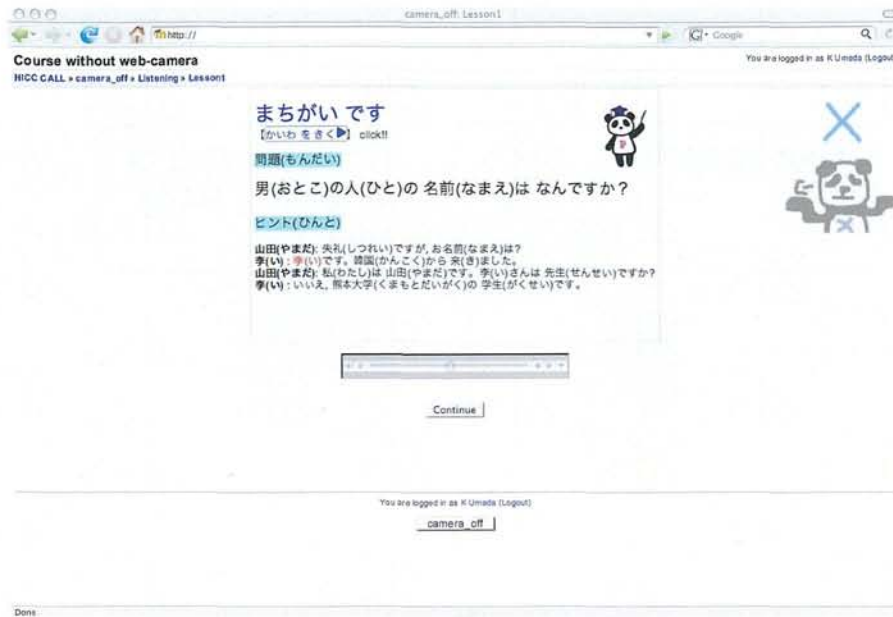 camera_off: Lesson1
http://
Google
Course without web-camera
You are logged in as K Umeda (Logout
HICC CALL » camera_off » Listening » Lesson1
まちがい です
【かいわ をきく▶】 click!!
問題(もんだい)
男(おとこ)の人(ひと)の 名前(なまえ)は なんですか？
ヒント(ひんと)
山田(やまだ): 失礼(しつれい)ですが, お名前(なまえ)は?
李(い) : 李(い)です。韓国(かんこく)から 来(き)ました。
山田(やまだ): 私(わたし)は 山田(やまだ)です。李(い)さんは 先生(せんせい)ですか?
李(い) : いいえ, 熊本大学(くまもとだいがく)の 学生(がくせい)です。
Continue
You are logged in as K Umeda (Logout)
camera_off
Done